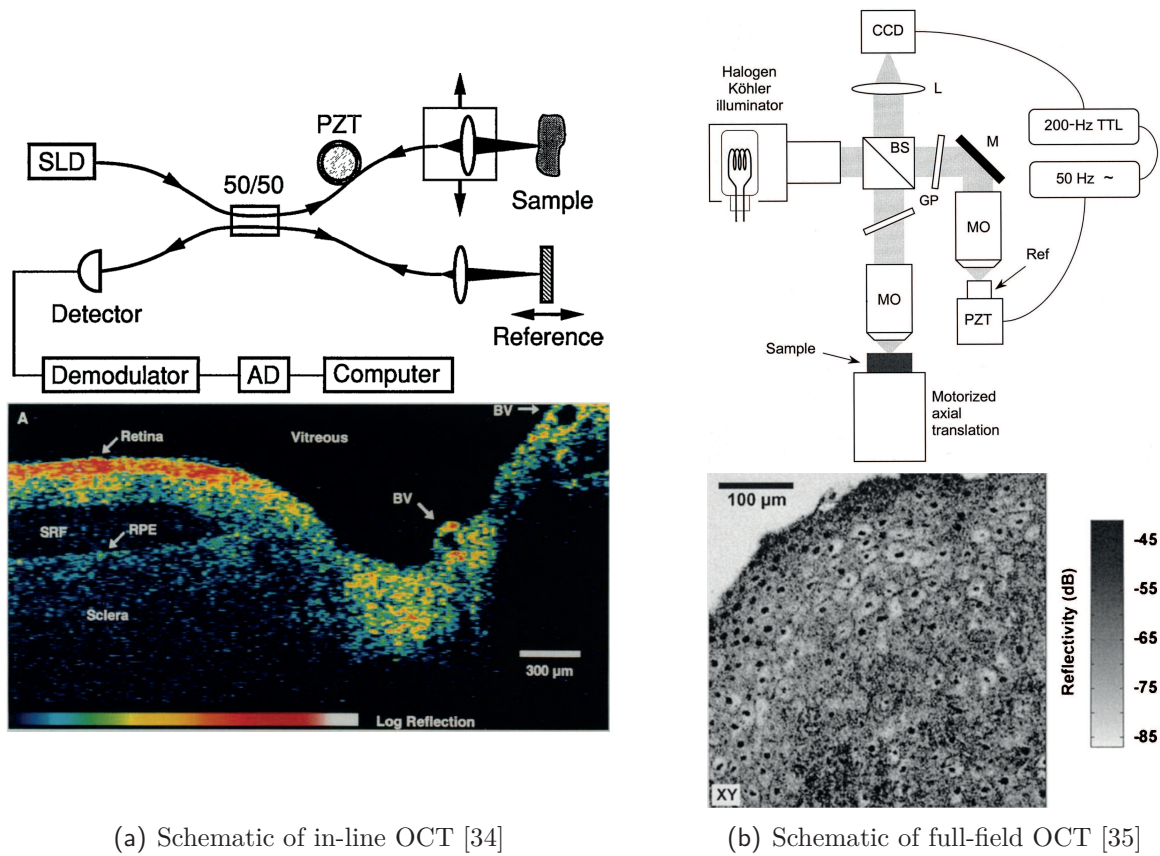 SLD
50/50
PZT
Sample
Detector
Reference
Demodulator
AD
Computer
A
Retina
Vitreous
BV
BV
SRF
RPE
Sclera
300 µm
Log Reflection
(a) Schematic of in-line OCT [34]
CCD
Halogen
Köhler
illuminator
L
BS
M
200-Hz TTL
50 Hz ~
GP
MO
MO
Ref
PZT
Sample
Motorized
axial
translation
100 µm
XY
Reflectivity (dB)
-45
-55
-65
-75
-85
(b) Schematic of full-field OCT [35]